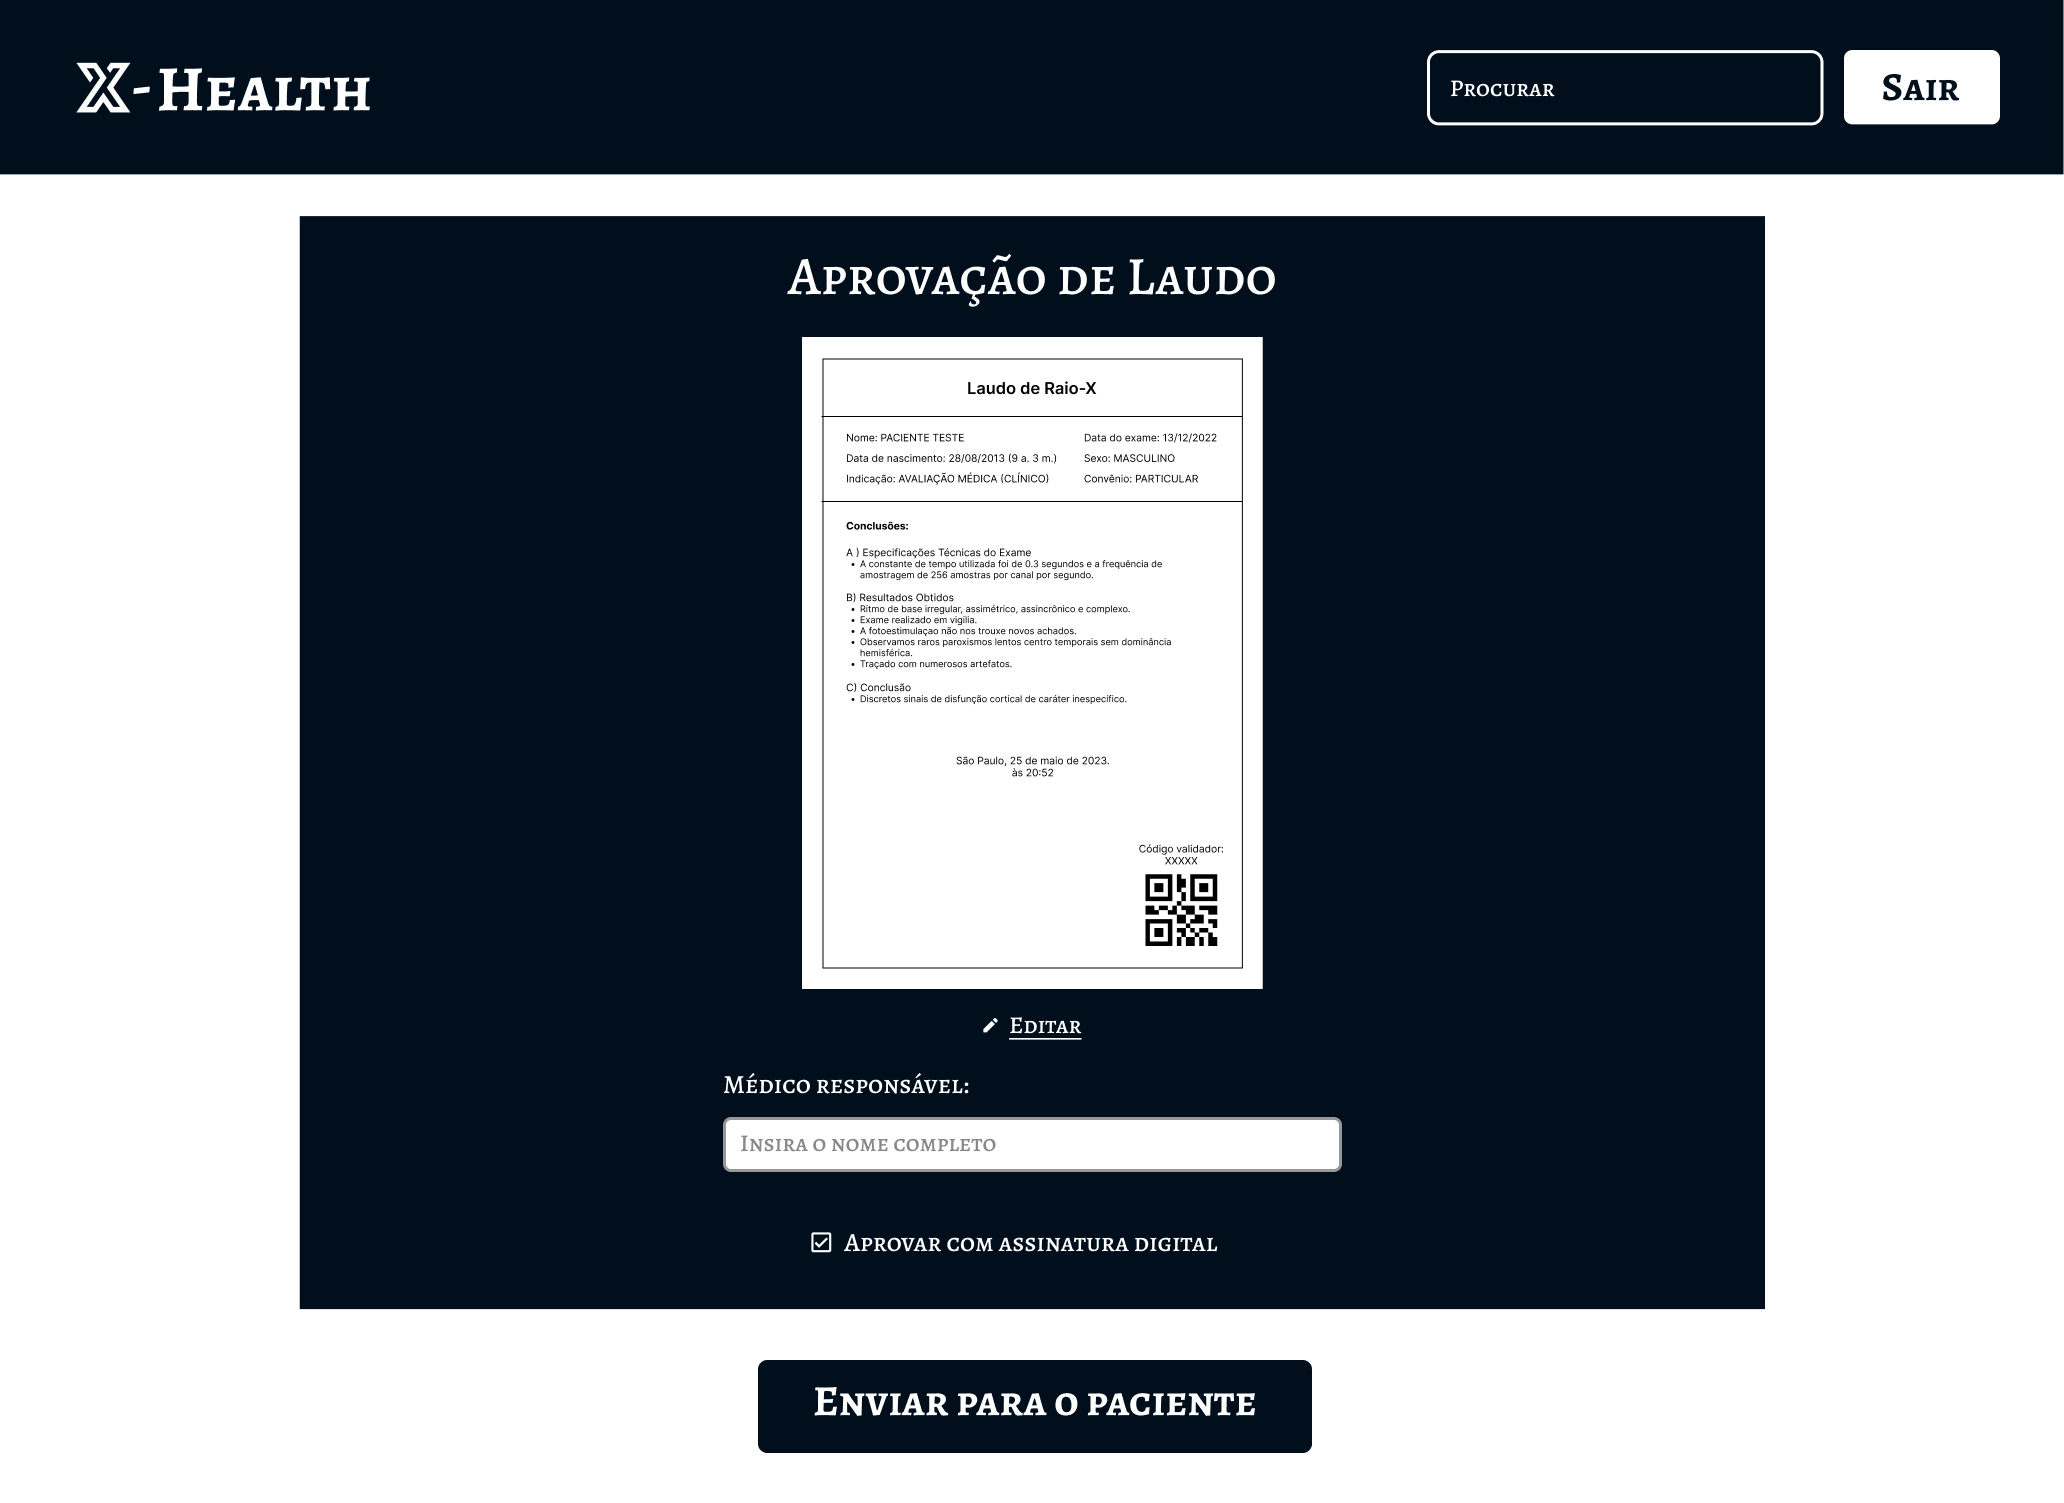 X-Health
Procurar
Sair
Aprovação de Laudo
Laudo de Raio-X
Nome: PACIENTE TESTE
Data do exame: 13/12/2022
Data de nascimento: 28/08/2013 (9 a. 3 m.)
Sexo: MASCULINO
Indicação: AVALIAÇÃO MÉDICA (CLÍNICO)
Convênio: PARTICULAR
Conclusões:
A ) Especificações Técnicas do Exame
• A constante de tempo utilizada foi de 0.3 segundos e a frequência de
amostragem de 256 amostras por canal por segundo.
B) Resultados Obtidos
• Ritmo de base irregular, assimétrico, assincrônico e complexo.
• Exame realizado em vigília.
• A fotoestimulaçao não nos trouxe novos achados.
• Observamos raros paroxismos lentos centro temporais sem dominância
hemisférica.
• Traçado com numerosos artefatos.
C) Conclusão
• Discretos sinais de disfunção cortical de caráter inespecífico.
São Paulo, 25 de maio de 2023.
às 20:52
Código validador:
XXXXX
Editar
Médico responsável:
Insira o nome completo
Aprovar com assinatura digital
Enviar para o paciente